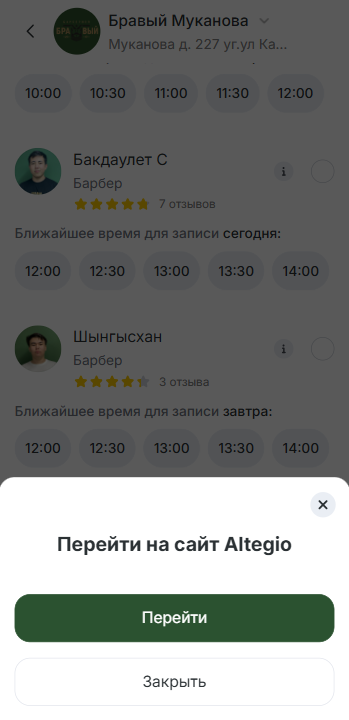 Бравый Муканова
Муканова д. 227 уг.ул Ка...
10:00 10:30 11:00 11:30 12:00
Бакдаулет С
Барбер
7 отзывов
Ближайшее время для записи сегодня:
12:00 12:30 13:00 13:30 14:00
Шынгысхан
Барбер
3 отзыва
Ближайшее время для записи завтра:
12:00 12:30 13:00 13:30 14:00
Перейти на сайт Altegio
Перейти
Закрыть